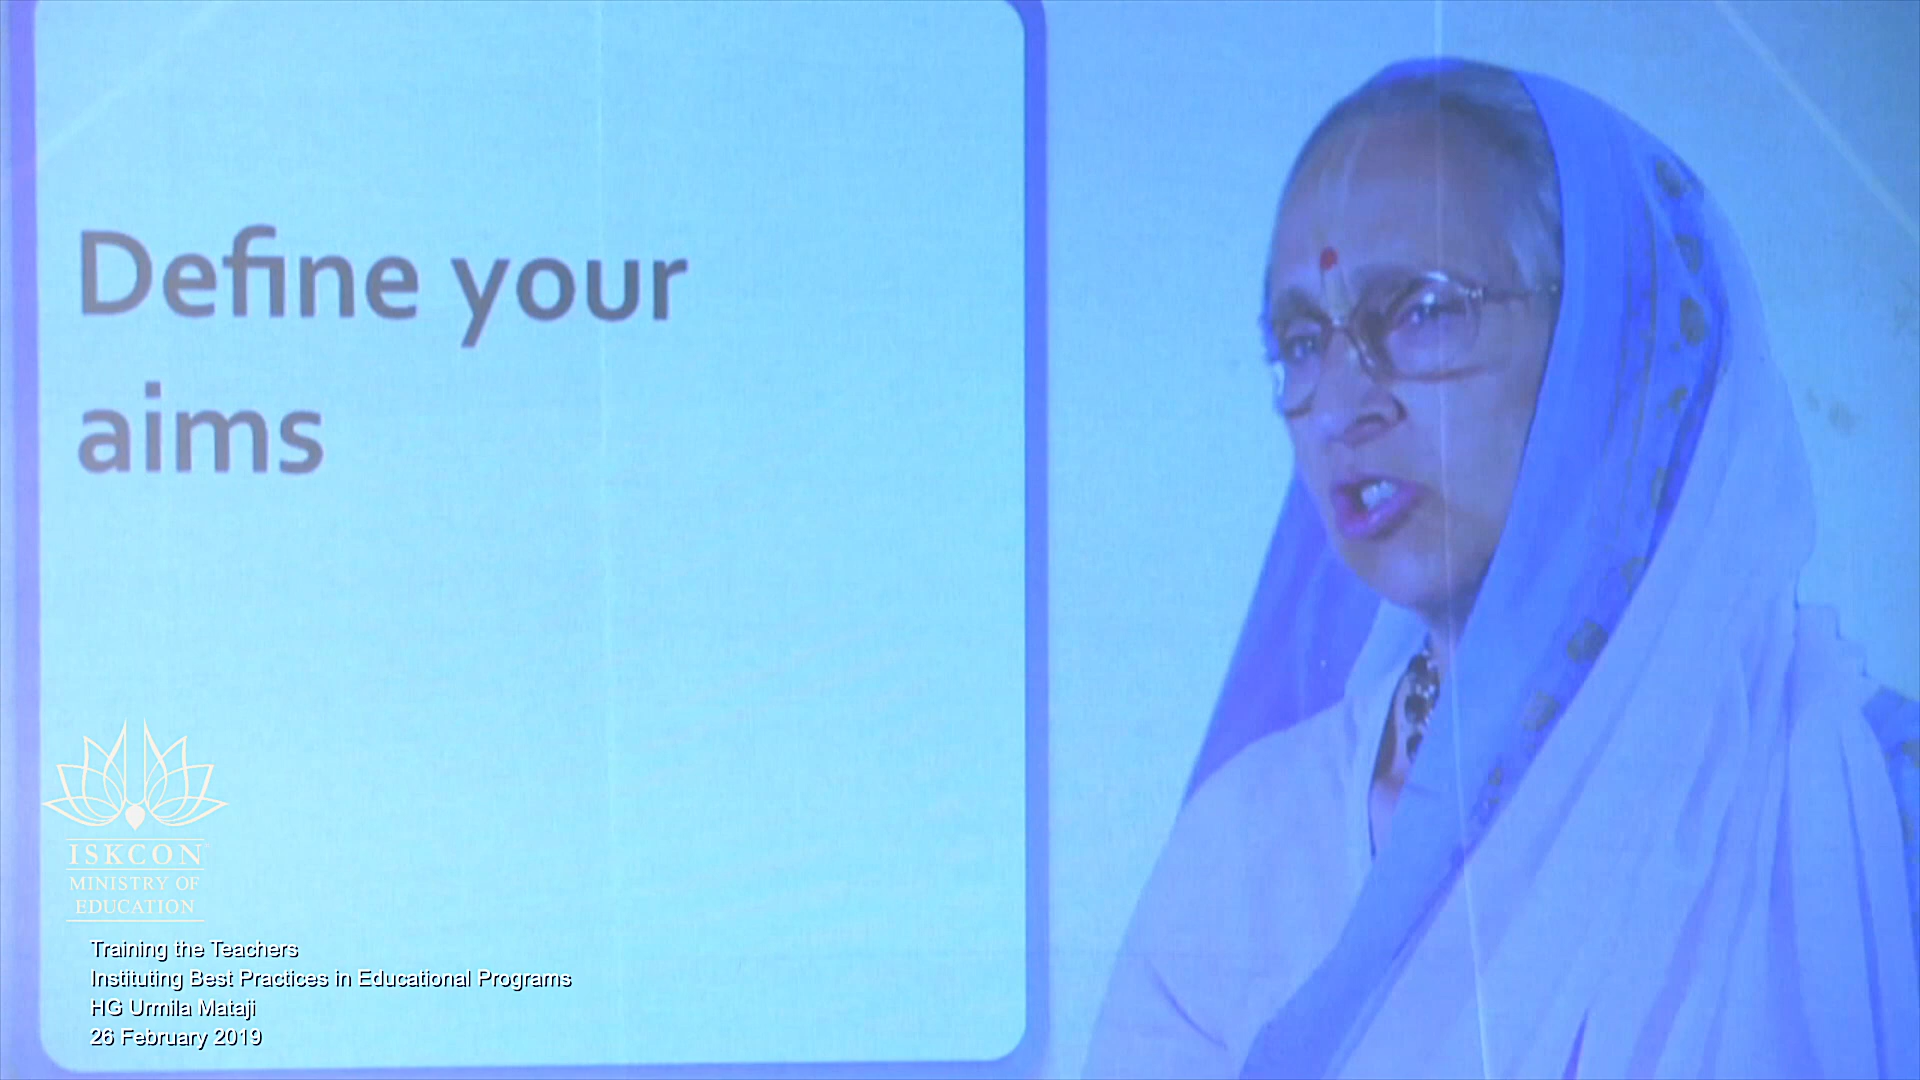 Define your
aims
ISKCON
MINISTRY OF
EDUCATION
Training the Teachers
Instituting Best Practices in Educational Programs
HG Urmila Mataji
26 February 2019